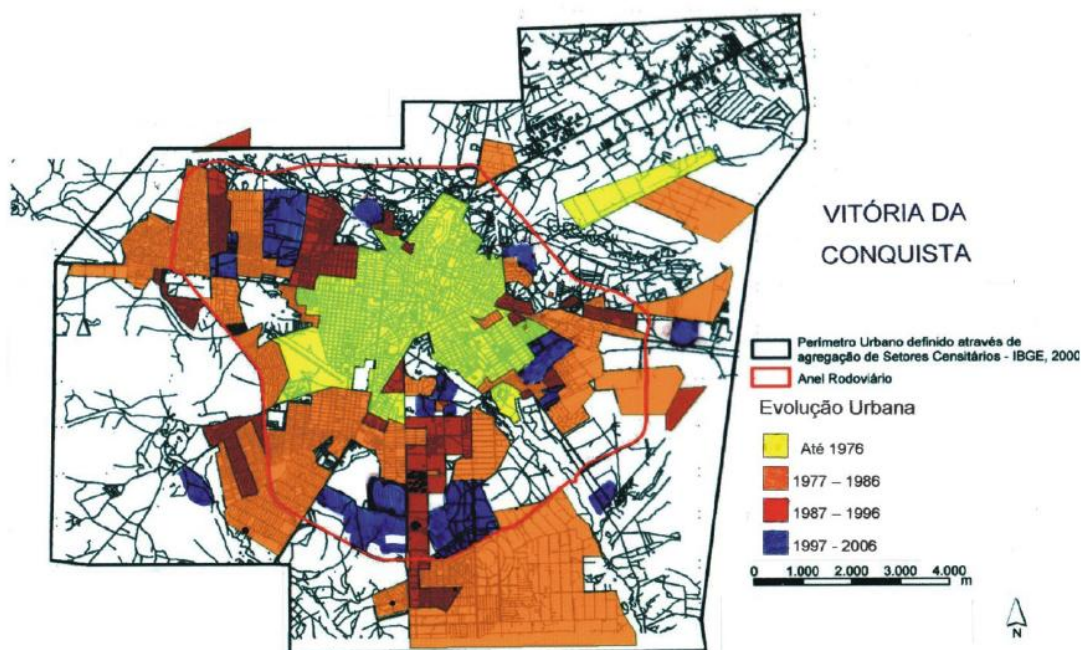 VITÓRIA DA
CONQUISTA
Perímetro Urbano definido através de
agregação de Setores Censitários - IBGE, 2000
Anel Rodoviário
Evolução Urbana
Até 1976
1977 – 1986
1987 – 1996
1997 - 2006
0 1.000 2.000 3.000 4.000
m
N